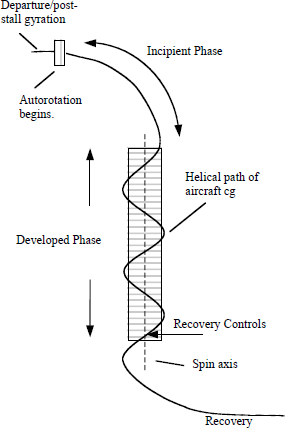 Departure/post-
stall gyration
Incipient Phase
Autorotation
begins.
Helical path of
aircraft cg
Developed Phase
Recovery Controls
Spin axis
Recovery